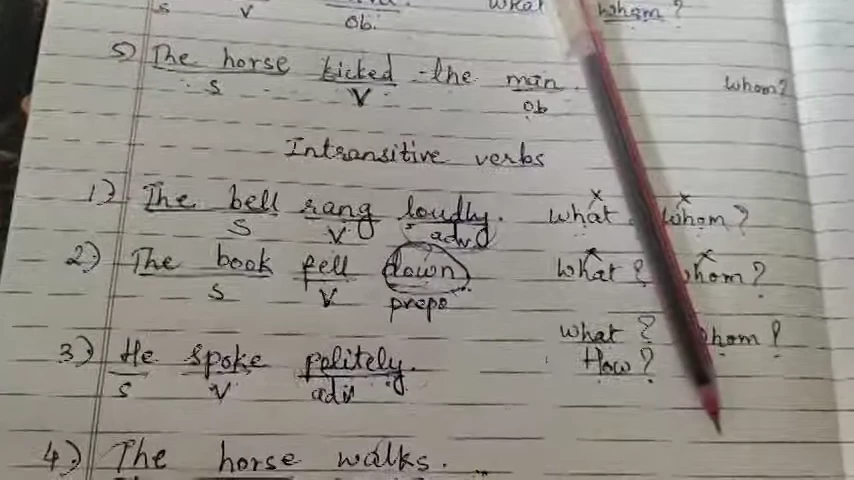 S V Ob. What whom?
5) The horse kicked the man. whom?
S V Ob
Intransitive verbs
1) The bell rang loudly. What whom?
S V adv
2) The book fell down what? whom?
S V prepo
3) He spoke politely. what? whom?
S V adv How?
4) The horse walks.